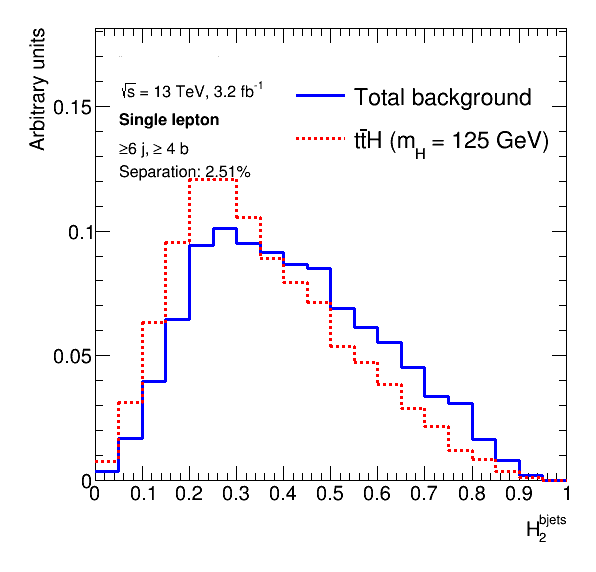 Arbitrary units
√s = 13 TeV, 3.2 fb⁻¹
Single lepton
≥6 j, ≥ 4 b
Separation: 2.51%
Total background
tt̄H (m_H = 125 GeV)
0.15
0.1
0.05
0
0 0.1 0.2 0.3 0.4 0.5 0.6 0.7 0.8 0.9 1
H₂^bjets